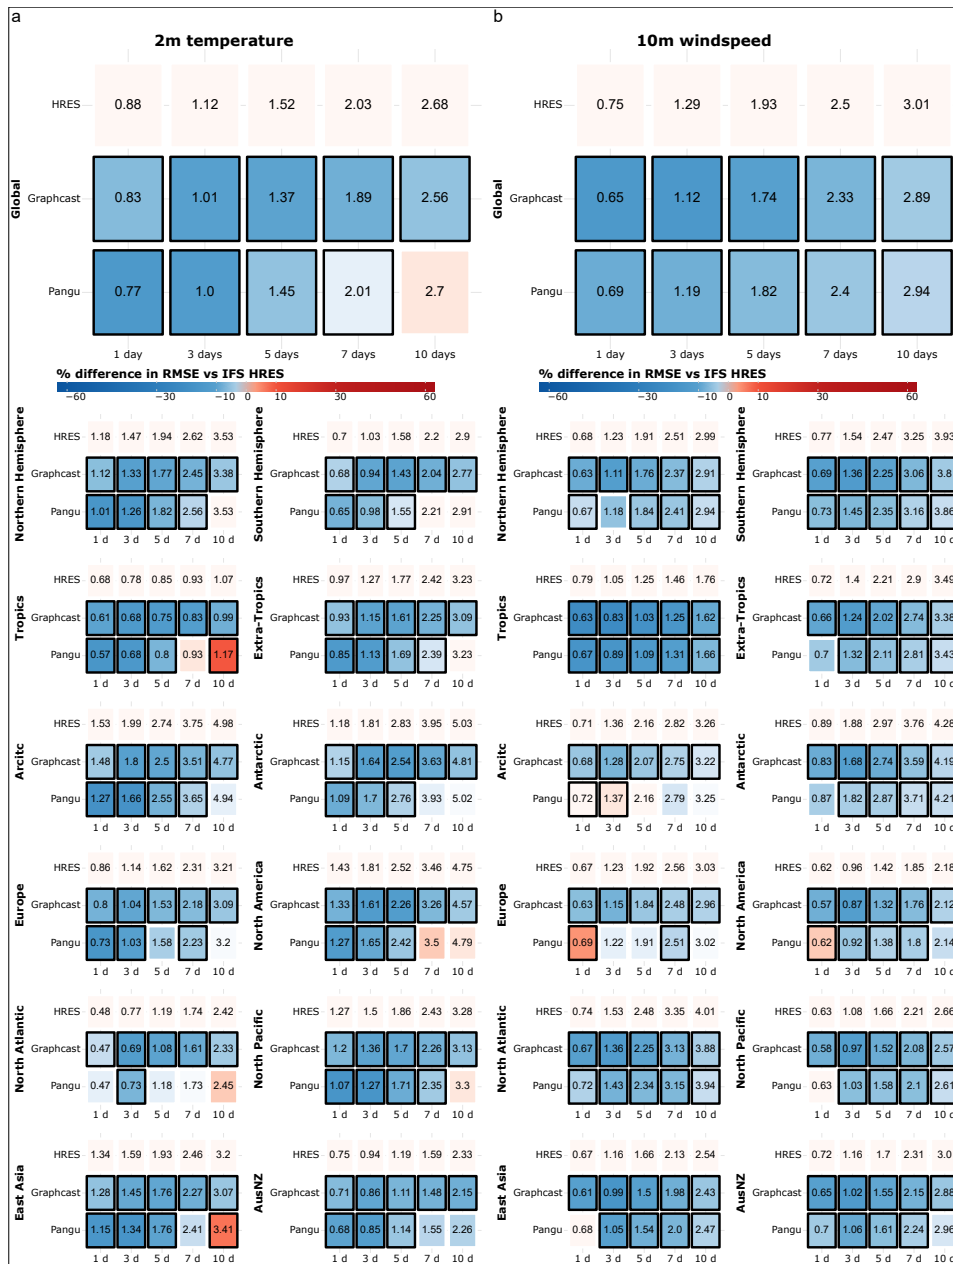 a
b
2m temperature
10m windspeed
Global
HRES 0.88 1.12 1.52 2.03 2.68
Graphcast 0.83 1.01 1.37 1.89 2.56
Pangu 0.77 1.0 1.45 2.01 2.7
1 day 3 days 5 days 7 days 10 days
Global
HRES 0.75 1.29 1.93 2.5 3.01
Graphcast 0.65 1.12 1.74 2.33 2.89
Pangu 0.69 1.19 1.82 2.4 2.94
1 day 3 days 5 days 7 days 10 days
% difference in RMSE vs IFS HRES
−60 −30 −10 0 10 30 60
% difference in RMSE vs IFS HRES
−60 −30 −10 0 10 30 60
Northern Hemisphere
HRES 1.18 1.47 1.94 2.62 3.53
Graphcast 1.12 1.33 1.77 2.45 3.38
Pangu 1.01 1.26 1.82 2.56 3.53
1 d 3 d 5 d 7 d 10 d
Southern Hemisphere
HRES 0.7 1.03 1.58 2.2 2.9
Graphcast 0.68 0.94 1.43 2.04 2.77
Pangu 0.65 0.98 1.55 2.21 2.91
1 d 3 d 5 d 7 d 10 d
Northern Hemisphere
HRES 0.68 1.23 1.91 2.51 2.99
Graphcast 0.63 1.11 1.76 2.37 2.91
Pangu 0.67 1.18 1.84 2.41 2.94
1 d 3 d 5 d 7 d 10 d
Southern Hemisphere
HRES 0.77 1.54 2.47 3.25 3.93
Graphcast 0.69 1.36 2.25 3.06 3.8
Pangu 0.73 1.45 2.35 3.16 3.86
1 d 3 d 5 d 7 d 10 d
Tropics
HRES 0.68 0.78 0.85 0.93 1.07
Graphcast 0.61 0.68 0.75 0.83 0.99
Pangu 0.57 0.68 0.8 0.93 1.17
1 d 3 d 5 d 7 d 10 d
Extra-Tropics
HRES 0.97 1.27 1.77 2.42 3.23
Graphcast 0.93 1.15 1.61 2.25 3.09
Pangu 0.85 1.13 1.69 2.39 3.23
1 d 3 d 5 d 7 d 10 d
Tropics
HRES 0.79 1.05 1.25 1.46 1.76
Graphcast 0.63 0.83 1.03 1.25 1.62
Pangu 0.67 0.89 1.09 1.31 1.66
1 d 3 d 5 d 7 d 10 d
Extra-Tropics
HRES 0.72 1.4 2.21 2.9 3.49
Graphcast 0.66 1.24 2.02 2.74 3.38
Pangu 0.7 1.32 2.11 2.81 3.43
1 d 3 d 5 d 7 d 10 d
Arcitc
HRES 1.53 1.99 2.74 3.75 4.98
Graphcast 1.48 1.8 2.5 3.51 4.77
Pangu 1.27 1.66 2.55 3.65 4.94
1 d 3 d 5 d 7 d 10 d
Antarctic
HRES 1.18 1.81 2.83 3.95 5.03
Graphcast 1.15 1.64 2.54 3.63 4.81
Pangu 1.09 1.7 2.76 3.93 5.02
1 d 3 d 5 d 7 d 10 d
Arcitc
HRES 0.71 1.36 2.16 2.82 3.26
Graphcast 0.68 1.28 2.07 2.75 3.22
Pangu 0.72 1.37 2.16 2.79 3.25
1 d 3 d 5 d 7 d 10 d
Antarctic
HRES 0.89 1.88 2.97 3.76 4.28
Graphcast 0.83 1.68 2.74 3.59 4.19
Pangu 0.87 1.82 2.87 3.71 4.21
1 d 3 d 5 d 7 d 10 d
Europe
HRES 0.86 1.14 1.62 2.31 3.21
Graphcast 0.8 1.04 1.53 2.18 3.09
Pangu 0.73 1.03 1.58 2.23 3.2
1 d 3 d 5 d 7 d 10 d
North America
HRES 1.43 1.81 2.52 3.46 4.75
Graphcast 1.33 1.61 2.26 3.26 4.57
Pangu 1.27 1.65 2.42 3.5 4.79
1 d 3 d 5 d 7 d 10 d
Europe
HRES 0.67 1.23 1.92 2.56 3.03
Graphcast 0.63 1.15 1.84 2.48 2.96
Pangu 0.69 1.22 1.91 2.51 3.02
1 d 3 d 5 d 7 d 10 d
North America
HRES 0.62 0.96 1.42 1.85 2.18
Graphcast 0.57 0.87 1.32 1.76 2.12
Pangu 0.62 0.92 1.38 1.8 2.14
1 d 3 d 5 d 7 d 10 d
North Atlantic
HRES 0.48 0.77 1.19 1.74 2.42
Graphcast 0.47 0.69 1.08 1.61 2.33
Pangu 0.47 0.73 1.18 1.73 2.45
1 d 3 d 5 d 7 d 10 d
North Pacific
HRES 1.27 1.5 1.86 2.43 3.28
Graphcast 1.2 1.36 1.7 2.26 3.13
Pangu 1.07 1.27 1.71 2.35 3.3
1 d 3 d 5 d 7 d 10 d
North Atlantic
HRES 0.74 1.53 2.48 3.35 4.01
Graphcast 0.67 1.36 2.25 3.13 3.88
Pangu 0.72 1.43 2.34 3.15 3.94
1 d 3 d 5 d 7 d 10 d
North Pacific
HRES 0.63 1.08 1.66 2.21 2.66
Graphcast 0.58 0.97 1.52 2.08 2.57
Pangu 0.63 1.03 1.58 2.1 2.61
1 d 3 d 5 d 7 d 10 d
East Asia
HRES 1.34 1.59 1.93 2.46 3.2
Graphcast 1.28 1.45 1.76 2.27 3.07
Pangu 1.15 1.34 1.76 2.41 3.41
1 d 3 d 5 d 7 d 10 d
AusNZ
HRES 0.75 0.94 1.19 1.59 2.33
Graphcast 0.71 0.86 1.11 1.48 2.15
Pangu 0.68 0.85 1.14 1.55 2.26
1 d 3 d 5 d 7 d 10 d
East Asia
HRES 0.67 1.16 1.66 2.13 2.54
Graphcast 0.61 0.99 1.5 1.98 2.43
Pangu 0.68 1.05 1.54 2.0 2.47
1 d 3 d 5 d 7 d 10 d
AusNZ
HRES 0.72 1.16 1.7 2.31 3.0
Graphcast 0.65 1.02 1.55 2.15 2.88
Pangu 0.7 1.06 1.61 2.24 2.96
1 d 3 d 5 d 7 d 10 d